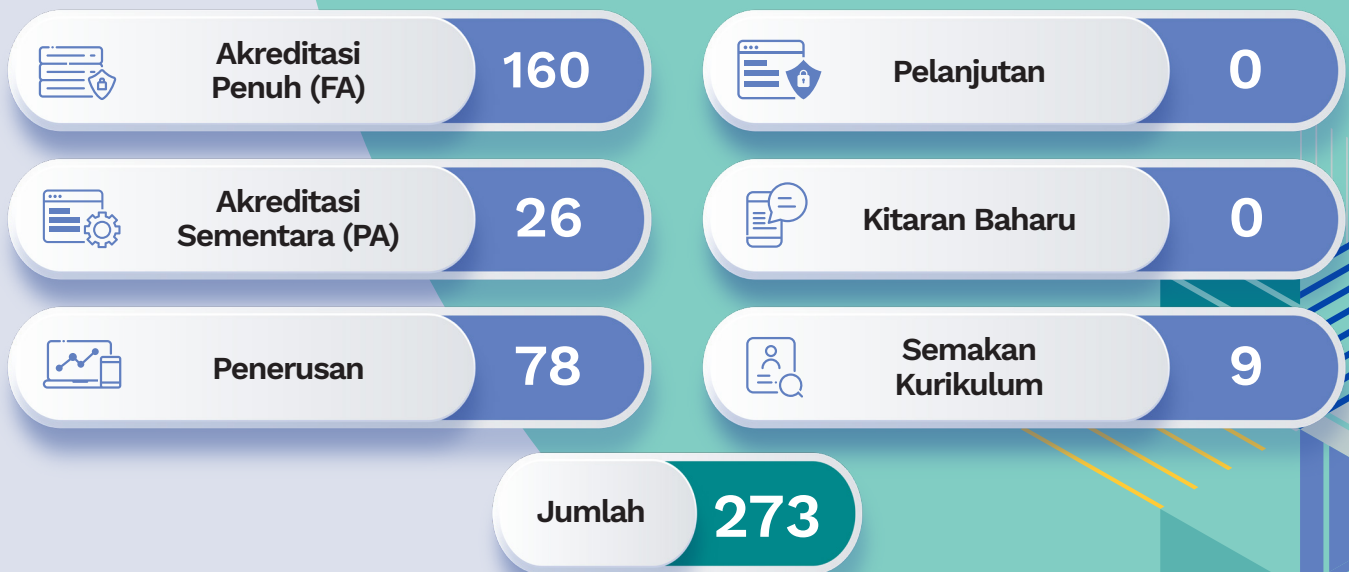 Akreditasi
Penuh (FA)
160
Pelanjutan
0
Akreditasi
Sementara (PA)
26
Kitaran Baharu
0
Penerusan
78
Semakan
Kurikulum
9
Jumlah
273